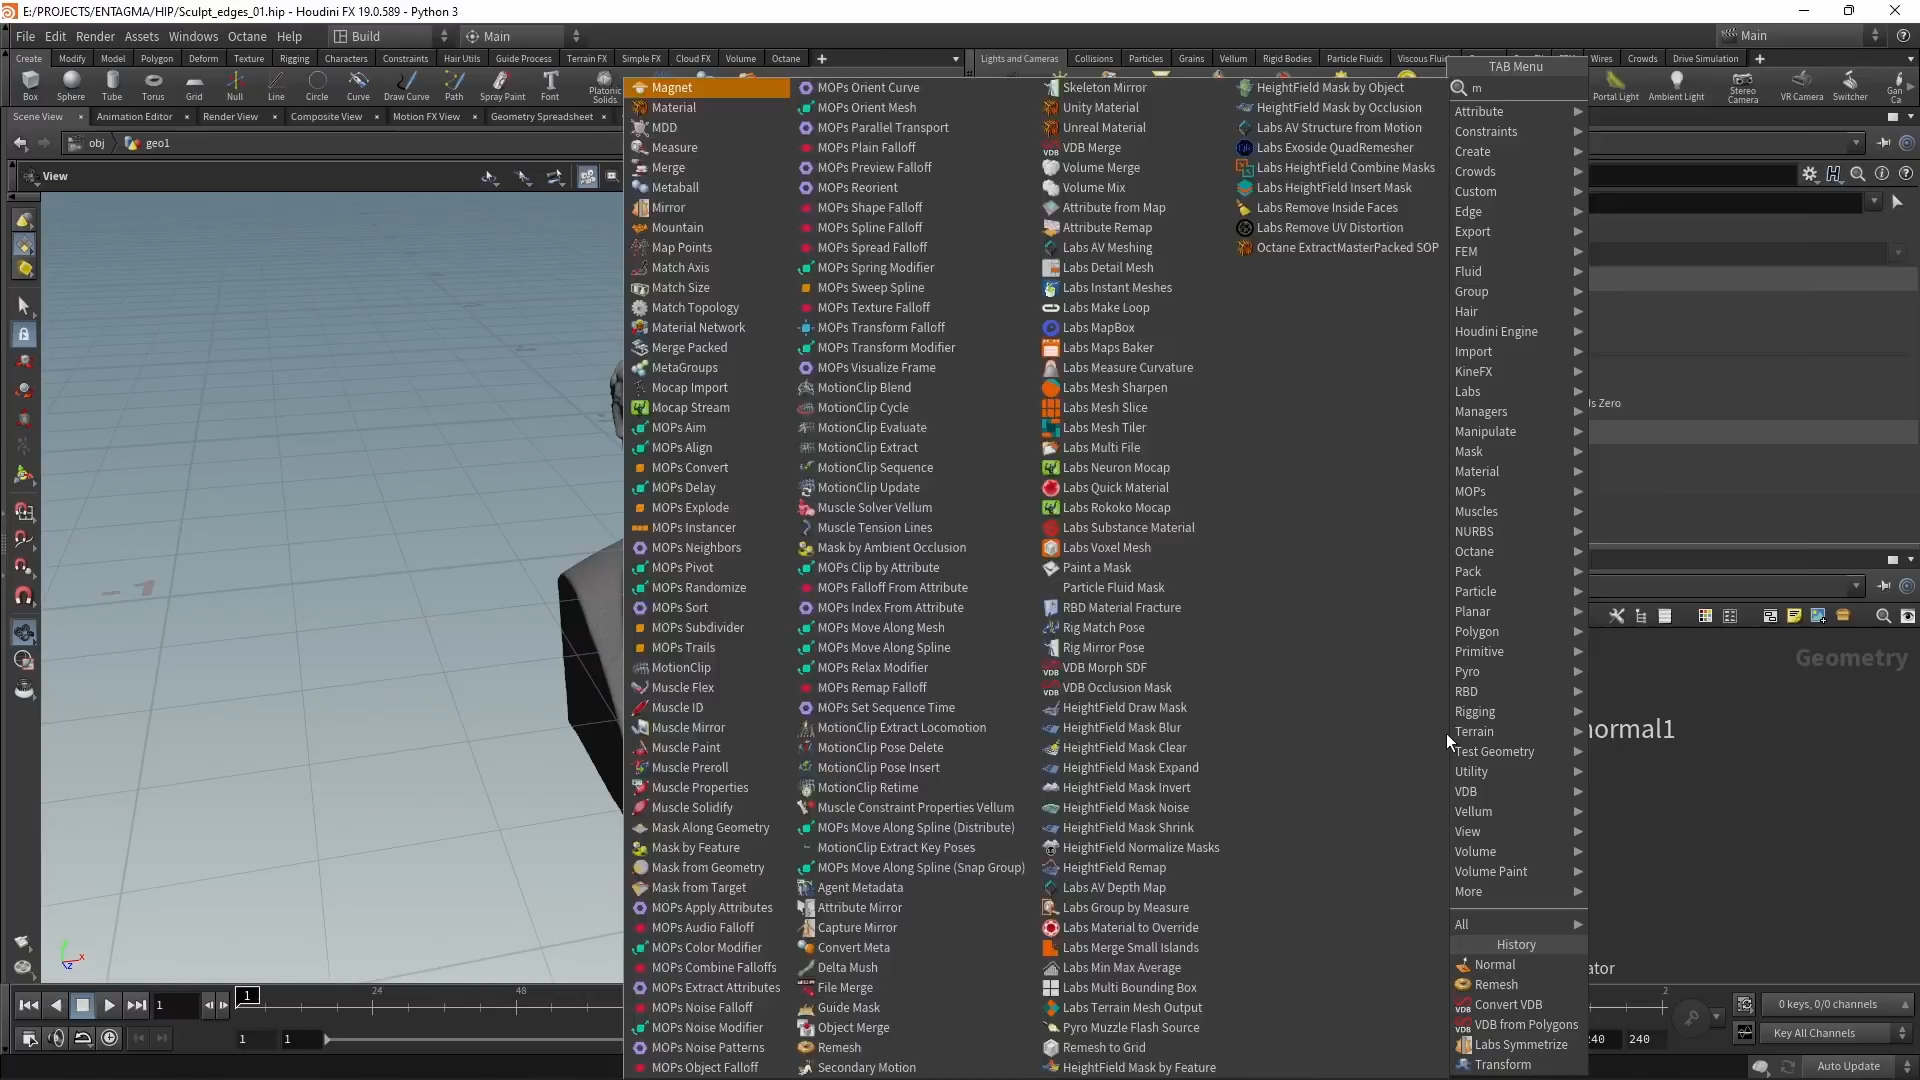 E:/PROJECTS/ENTAGMA/HIP/Sculpt_edges_01.hip - Houdini FX 19.0.589 - Python 3
File Edit Render Assets Windows Octane Help Build Main Main
Create Modify Model Polygon Deform Texture Rigging Characters Constraints Hair Utils Guide Process Terrain FX Simple FX Cloud FX Volume Octane
Lights and Cameras Collisions Particles Grains Vellum Rigid Bodies Particle Fluids Viscous Flui Wires Crowds Drive Simulation
Box Sphere Tube Torus Grid Null Line Circle Curve Draw Curve Path Spray Paint Font Platonic Solids
Portal Light Ambient Light Stereo Camera VR Camera Switcher Gan Ca
Scene View Animation Editor Render View Composite View Motion FX View Geometry Spreadsheet
obj geo1
View
Magnet
Material
MDD
Measure
Merge
Metaball
Mirror
Mountain
Map Points
Match Axis
Match Size
Match Topology
Material Network
Merge Packed
MetaGroups
Mocap Import
Mocap Stream
MOPs Aim
MOPs Align
MOPs Convert
MOPs Delay
MOPs Explode
MOPs Instancer
MOPs Neighbors
MOPs Pivot
MOPs Randomize
MOPs Sort
MOPs Subdivider
MOPs Trails
MotionClip
Muscle Flex
Muscle ID
Muscle Mirror
Muscle Paint
Muscle Preroll
Muscle Properties
Muscle Solidify
Mask Along Geometry
Mask by Feature
Mask from Geometry
Mask from Target
MOPs Apply Attributes
MOPs Audio Falloff
MOPs Color Modifier
MOPs Combine Falloffs
MOPs Extract Attributes
MOPs Noise Falloff
MOPs Noise Modifier
MOPs Noise Patterns
MOPs Object Falloff
MOPs Orient Curve
MOPs Orient Mesh
MOPs Parallel Transport
MOPs Plain Falloff
MOPs Preview Falloff
MOPs Reorient
MOPs Shape Falloff
MOPs Spline Falloff
MOPs Spread Falloff
MOPs Spring Modifier
MOPs Sweep Spline
MOPs Texture Falloff
MOPs Transform Falloff
MOPs Transform Modifier
MOPs Visualize Frame
MotionClip Blend
MotionClip Cycle
MotionClip Evaluate
MotionClip Extract
MotionClip Sequence
MotionClip Update
Muscle Solver Vellum
Muscle Tension Lines
Mask by Ambient Occlusion
MOPs Clip by Attribute
MOPs Falloff From Attribute
MOPs Index From Attribute
MOPs Move Along Mesh
MOPs Move Along Spline
MOPs Relax Modifier
MOPs Remap Falloff
MOPs Set Sequence Time
MotionClip Extract Locomotion
MotionClip Pose Delete
MotionClip Pose Insert
MotionClip Retime
Muscle Constraint Properties Vellum
MOPs Move Along Spline (Distribute)
MotionClip Extract Key Poses
MOPs Move Along Spline (Snap Group)
Agent Metadata
Attribute Mirror
Capture Mirror
Convert Meta
Delta Mush
File Merge
Guide Mask
Object Merge
Remesh
Secondary Motion
Skeleton Mirror
Unity Material
Unreal Material
VDB Merge
Volume Merge
Volume Mix
Attribute from Map
Attribute Remap
Labs AV Meshing
Labs Detail Mesh
Labs Instant Meshes
Labs Make Loop
Labs MapBox
Labs Maps Baker
Labs Measure Curvature
Labs Mesh Sharpen
Labs Mesh Slice
Labs Mesh Tiler
Labs Multi File
Labs Neuron Mocap
Labs Quick Material
Labs Rokoko Mocap
Labs Substance Material
Labs Voxel Mesh
Paint a Mask
Particle Fluid Mask
RBD Material Fracture
Rig Match Pose
Rig Mirror Pose
VDB Morph SDF
VDB Occlusion Mask
HeightField Draw Mask
HeightField Mask Blur
HeightField Mask Clear
HeightField Mask Expand
HeightField Mask Invert
HeightField Mask Noise
HeightField Mask Shrink
HeightField Normalize Masks
HeightField Remap
Labs AV Depth Map
Labs Group by Measure
Labs Material to Override
Labs Merge Small Islands
Labs Min Max Average
Labs Multi Bounding Box
Labs Terrain Mesh Output
Pyro Muzzle Flash Source
Remesh to Grid
HeightField Mask by Feature
HeightField Mask by Object
HeightField Mask by Occlusion
Labs AV Structure from Motion
Labs Exoside QuadRemesher
Labs HeightField Combine Masks
Labs HeightField Insert Mask
Labs Remove Inside Faces
Labs Remove UV Distortion
Octane ExtractMasterPacked SOP
TAB Menu
m
Attribute
Constraints
Create
Crowds
Custom
Edge
Export
FEM
Fluid
Group
Hair
Houdini Engine
Import
KineFX
Labs
Managers
Manipulate
Mask
Material
MOPs
Muscles
NURBS
Octane
Pack
Particle
Planar
Polygon
Primitive
Pyro
RBD
Rigging
Terrain
Test Geometry
Utility
VDB
Vellum
View
Volume
Volume Paint
More
All
History
Normal
Remesh
Convert VDB
VDB from Polygons
Labs Symmetrize
Transform
ls Zero
Geometry
normal1
ator
1 1 24 48 2
1 1 240 240
0 keys, 0/0 channels
Key All Channels
Auto Update